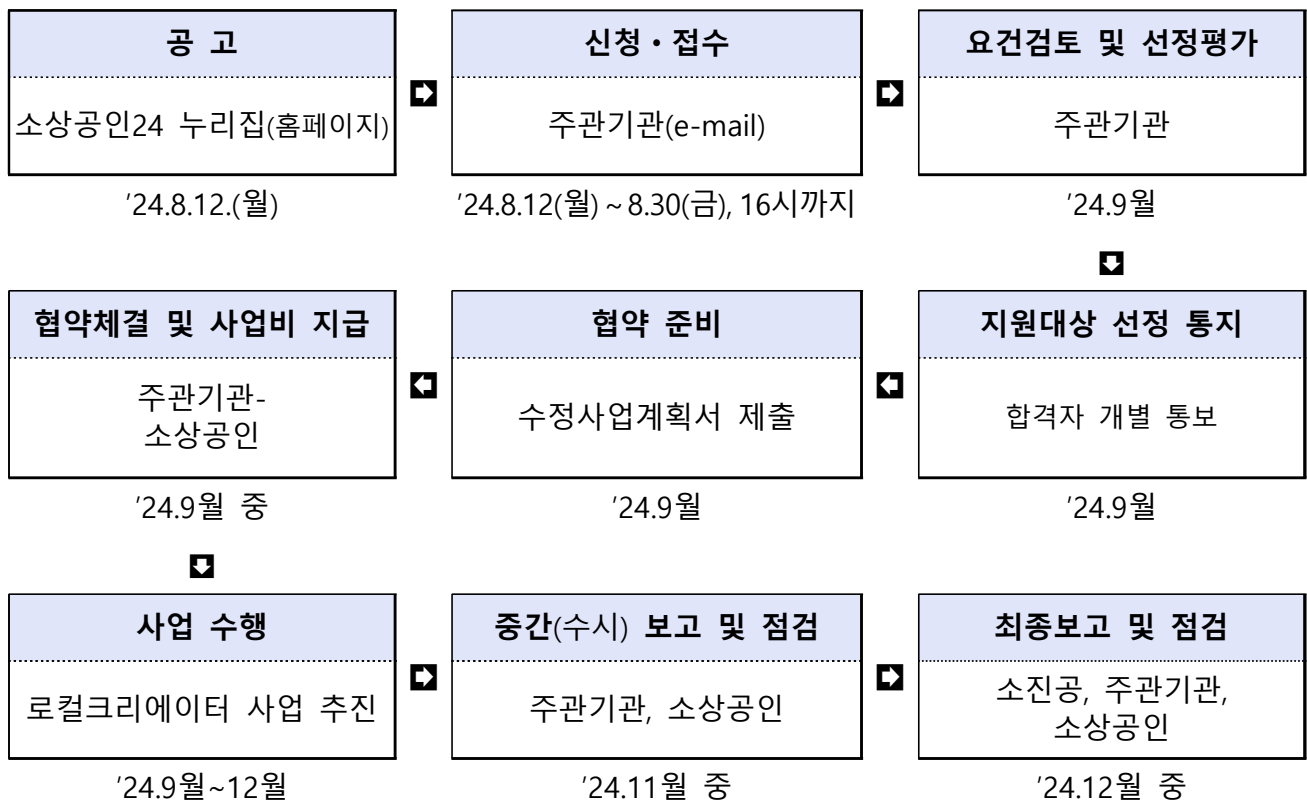 공 고
소상공인24 누리집(홈페이지)
'24.8.12.(월)
신청・접수
주관기관(e-mail)
'24.8.12(월) ~ 8.30(금), 16시까지
요건검토 및 선정평가
주관기관
'24.9월
지원대상 선정 통지
합격자 개별 통보
'24.9월
협약 준비
수정사업계획서 제출
'24.9월
협약체결 및 사업비 지급
주관기관-
소상공인
'24.9월 중
사업 수행
로컬크리에이터 사업 추진
'24.9월~12월
중간(수시) 보고 및 점검
주관기관, 소상공인
'24.11월 중
최종보고 및 점검
소진공, 주관기관,
소상공인
'24.12월 중